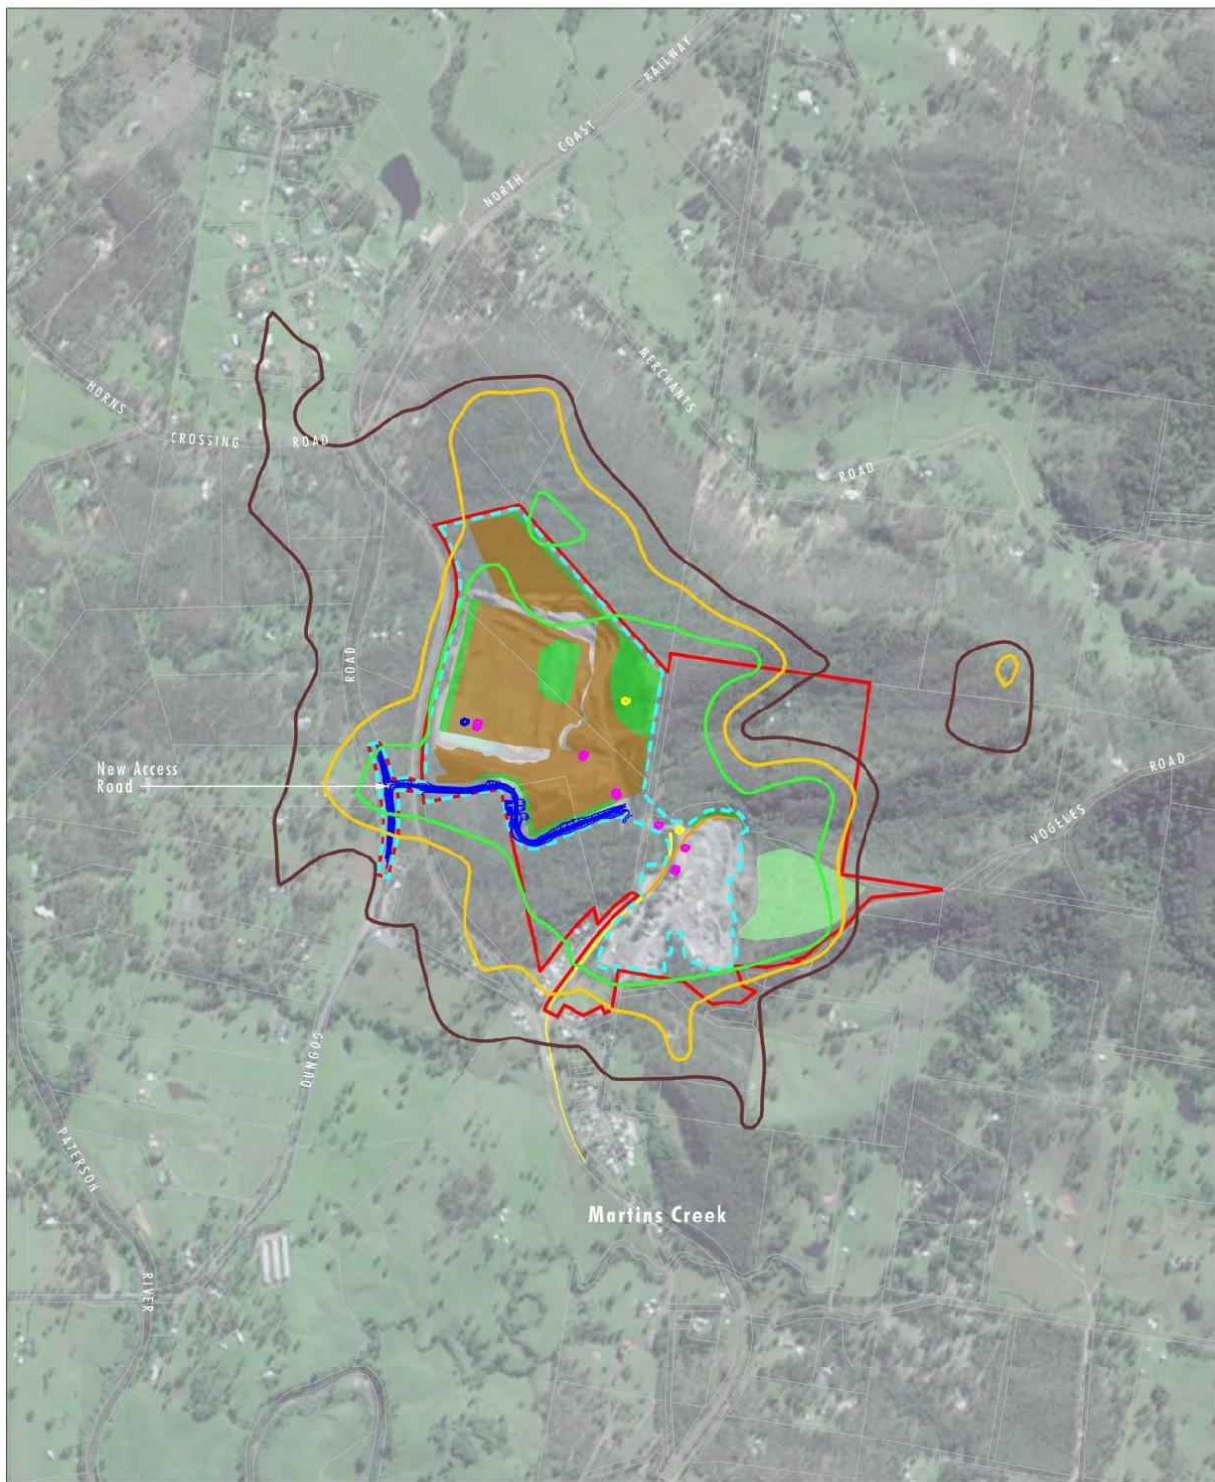 RAILWAY
COAST
NORTH
MERCHANTS
HORNS
CROSSING
ROAD
ROAD
ROAD
New Access
Road
ROAD
VOGELES
DUNGOG
PATERSON
Martins Creek
RIVER